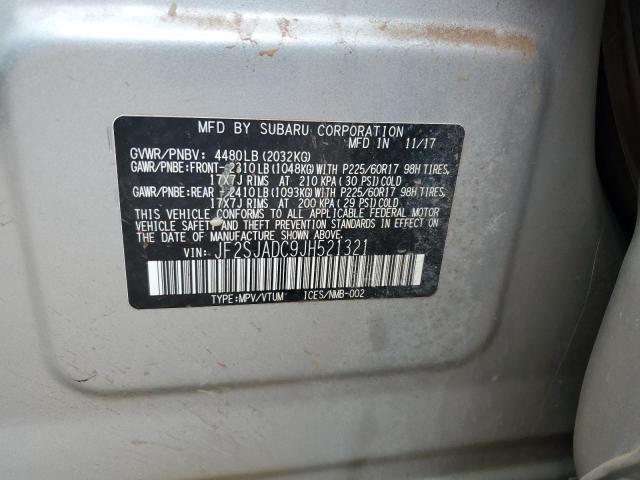 MFD BY SUBARU CORPORATION
MFD IN 11/17
GVWR/PNBV: 4480LB(2032KG)
GAWR/PNBE:FRONT-2310LB(1048KG)WITH P225/60R17 98H TIRES,
17X7J RIMS AT 210 KPA(30 PSI)COLD
GAWR/PNBE:REAR -2410LB(1093KG)WITH P225/60R17 98H TIRES,
17X7J RIMS AT 200 KPA(29 PSI)COLD
THIS VEHICLE CONFORMS TO ALL APPLICABLE FEDERAL MOTOR
VEHICLE SAFETY AND THEFT PREVENTION STANDARDS IN EFFECT
ON THE DATE OF MANUFACTURE SHOWN ABOVE.
VIN: JF2SJADC9JH521321
TYPE:MPV/VTUM ICES/NMB-002